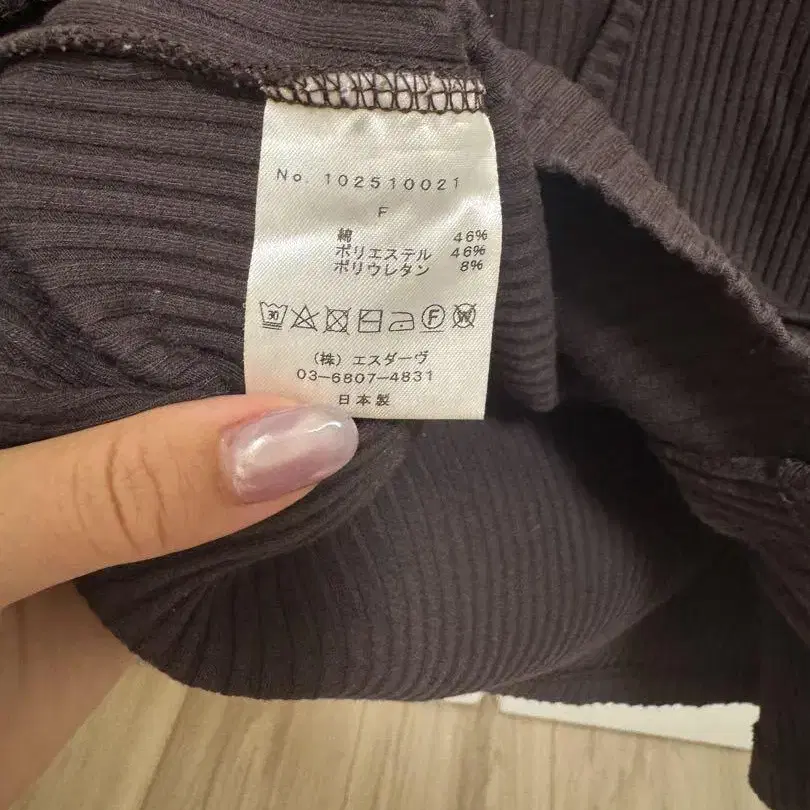 No. 102510021
F
綿 46%
ポリエステル 46%
ポリウレタン 8%
30 F W
(株) エスダーヴ
03-6807-4831
日本製